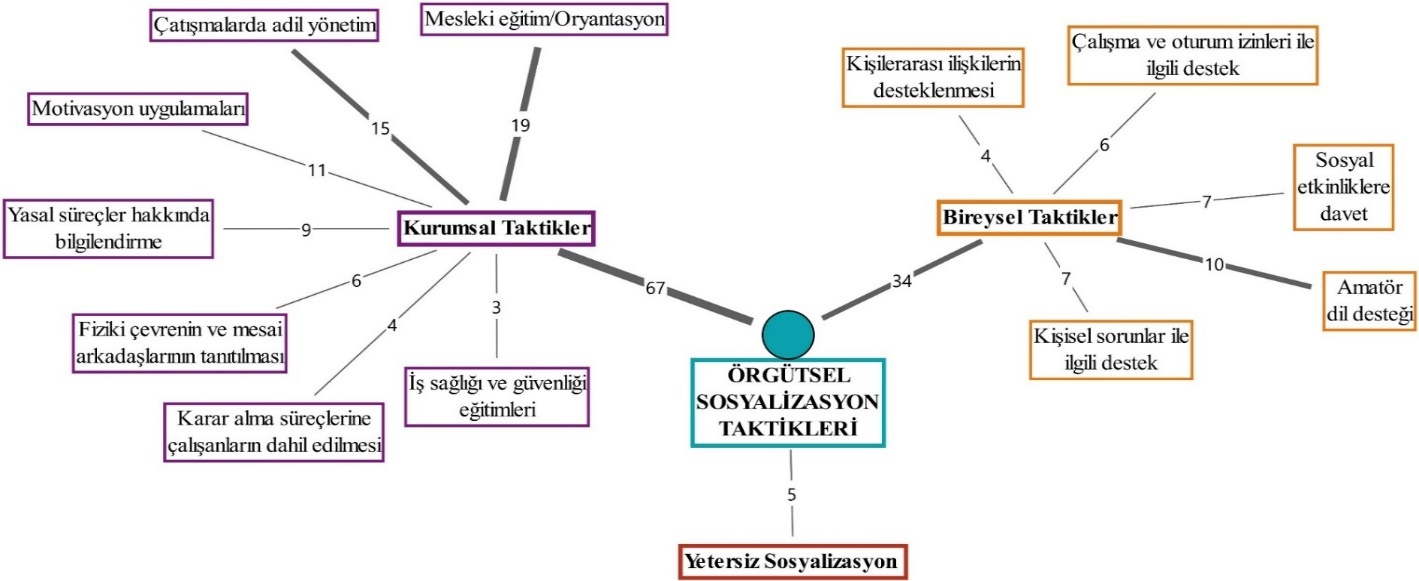 Çatışmalarda adil yönetim
Mesleki eğitim/Oryantasyon
Motivasyon uygulamaları
15
19
11
Yasal süreçler hakkında
bilgilendirme
9
Kurumsal Taktikler
6
4
3
Fiziki çevrenin ve mesai
arkadaşlarının tanıtılması
Karar alma süreçlerine
çalışanların dahil edilmesi
İş sağlığı ve güvenliği
eğitimleri
67
34
ÖRGÜTSEL
SOSYALİZASYON
TAKTİKLERİ
5
Yetersiz Sosyalizasyon
Kişilerarası ilişkilerin
desteklenmesi
Çalışma ve oturum izinleri ile
ilgili destek
4
6
Sosyal
etkinliklere
davet
7
Bireysel Taktikler
10
7
Amatör
dil desteği
Kişisel sorunlar ile
ilgili destek